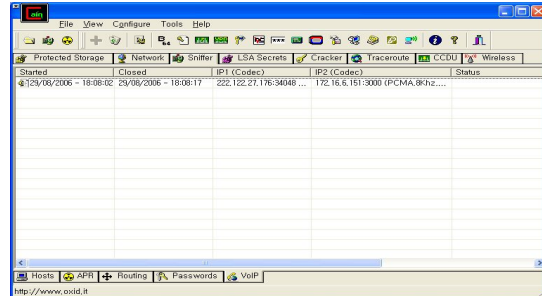 ain
File View Configure Tools Help
Protected Storage Network Sniffer LSA Secrets Cracker Traceroute CCDU Wireless
Started Closed IP1 (Codec) IP2 (Codec) Status
29/08/2006 - 18:08:02 29/08/2006 - 18:08:17 222,122,27,176:34048 ... 172,16,6,151:3000 (PCMA,8Khz,...
Hosts APR Routing Passwords VoIP
http://www,oxid,it